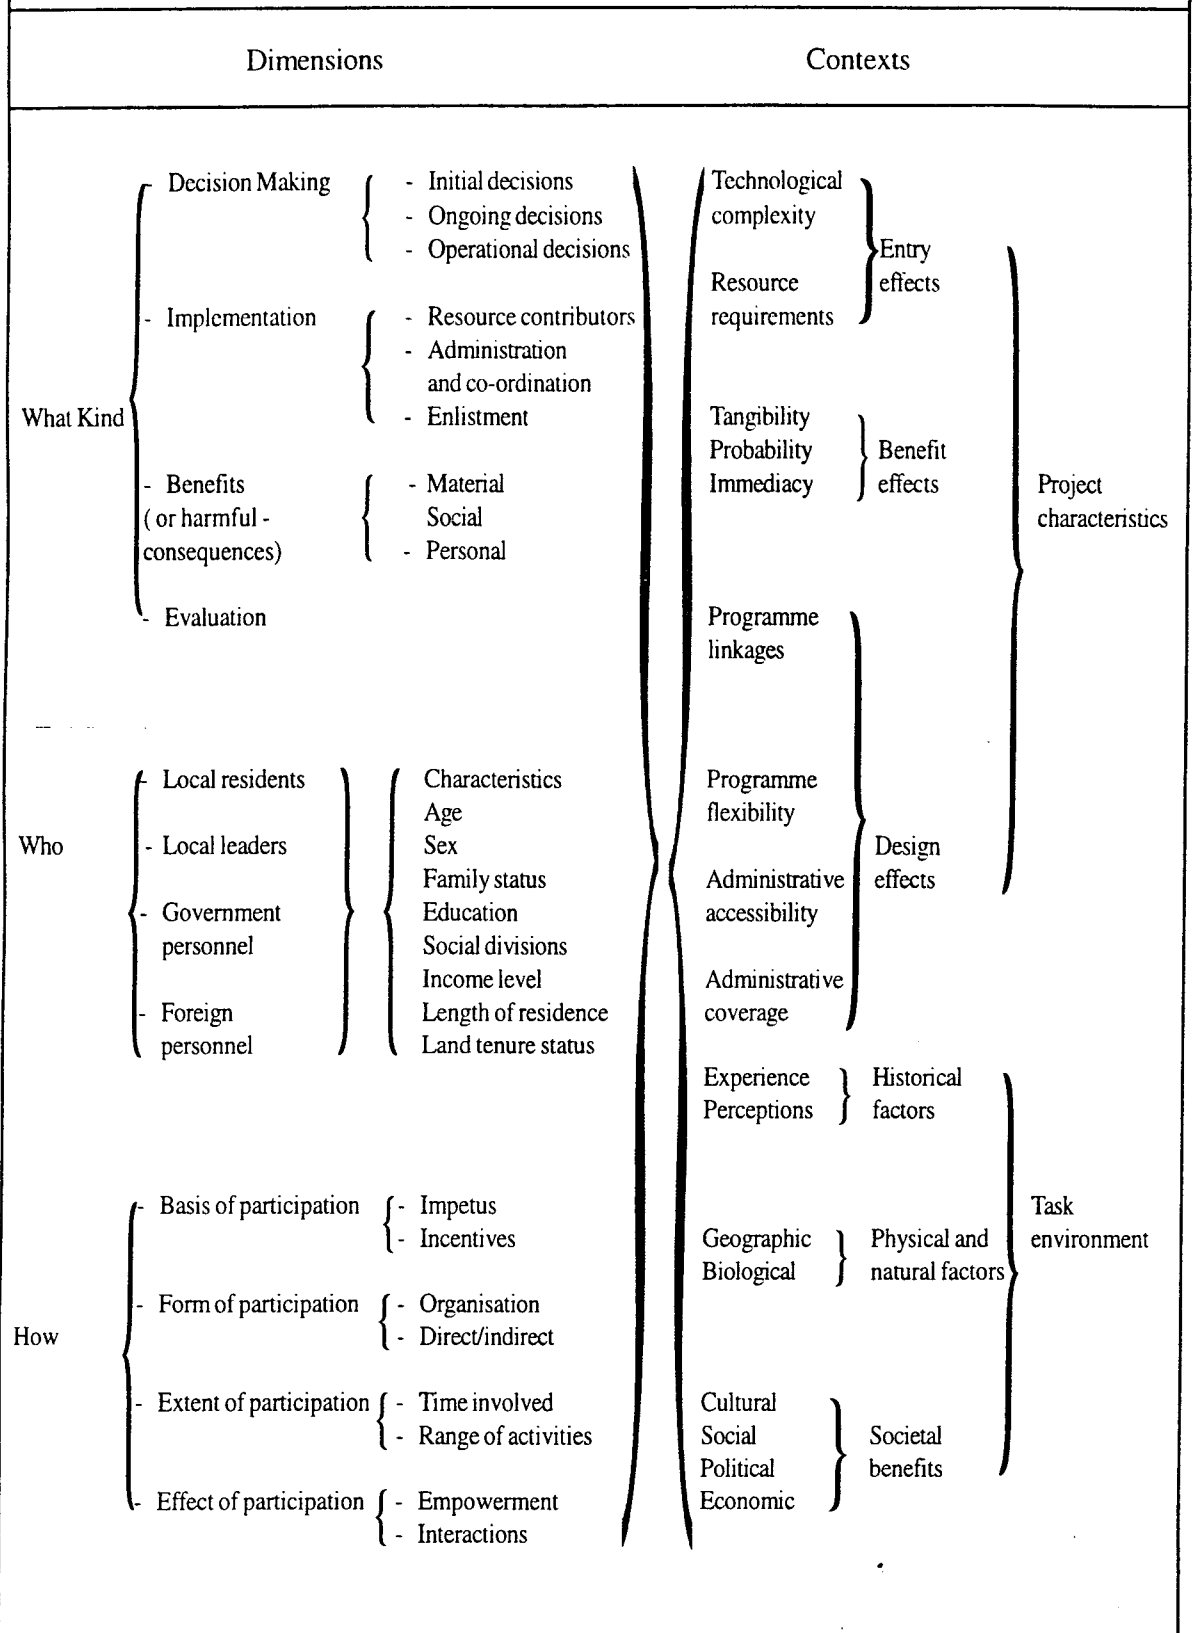 Dimensions Contexts
Decision Making - Initial decisions
- Ongoing decisions
- Operational decisions
- Implementation - Resource contributors
- Administration
and co-ordination
What Kind - Enlistment
- Benefits - Material
( or harmful - Social
consequences) - Personal
- Evaluation
- Local residents Characteristics
Age
Who - Local leaders Sex
Family status
- Government Education
personnel Social divisions
Income level
- Foreign Length of residence
personnel Land tenure status
- Basis of participation - Impetus
- Incentives
- Form of participation - Organisation
How - Direct/indirect
- Extent of participation - Time involved
- Range of activities
- Effect of participation - Empowerment
- Interactions
Technological
complexity
Entry
Resource effects
requirements
Tangibility
Probability Benefit
Immediacy effects Project
characteristics
Programme
linkages
Programme
flexibility
Design
Administrative effects
accessibility
Administrative
coverage
Experience Historical
Perceptions factors
Task
Geographic Physical and environment
Biological natural factors
Cultural
Social Societal
Political benefits
Economic